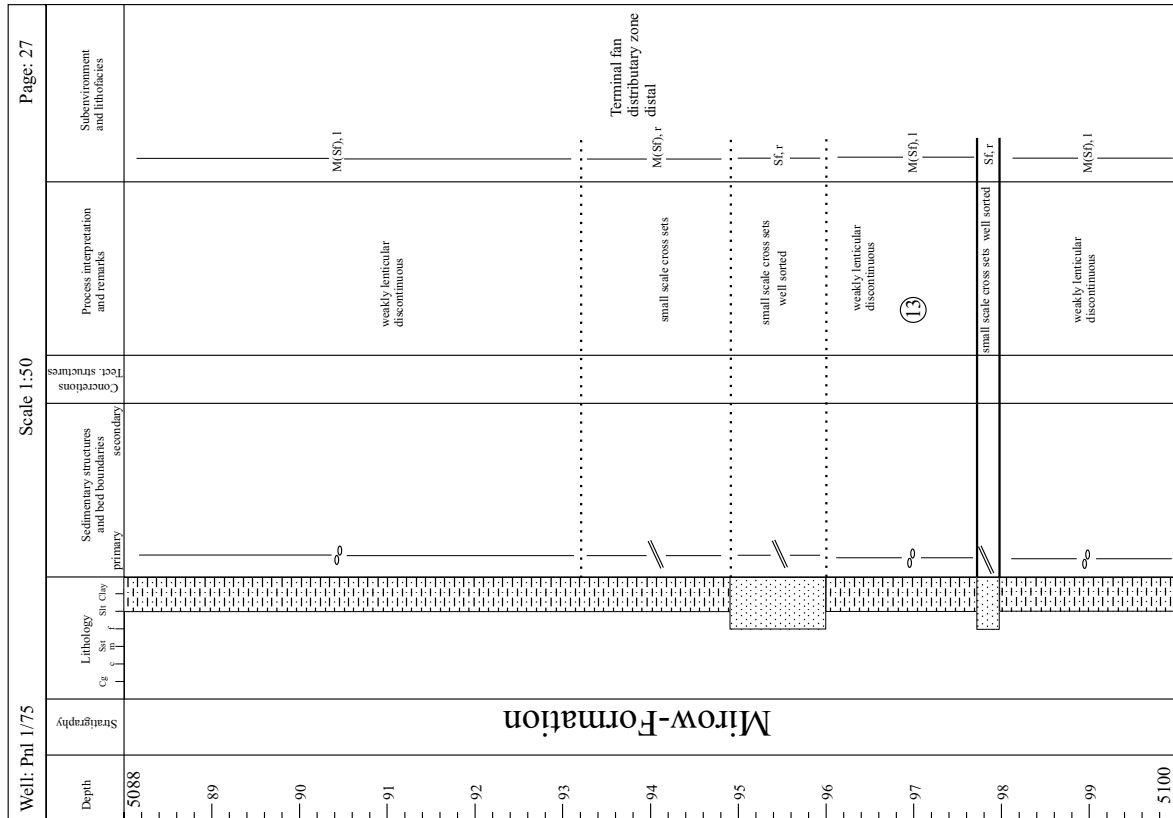 Well: Pnl 1/75
Scale 1:50
Page: 27
Depth
Stratigraphy
Lithology
Cg
c
Sst
m
f
Slt
Clay
Sedimentary structures
and bed boundaries
primary
secondary
Concretions
Tect. structures
Process interpretation
and remarks
Subenvironment
and lithofacies
5088
89
90
91
92
93
94
95
96
97
98
99
5100
Mirow-Formation
weakly lenticular
discontinuous
small scale cross sets
small scale cross sets
well sorted
weakly lenticular
discontinuous
13
small scale cross sets well sorted
weakly lenticular
discontinuous
M(Sf), l
M(Sf), r
Sf, r
M(Sf), l
Sf, r
M(Sf), l
Terminal fan
distributary zone
distal